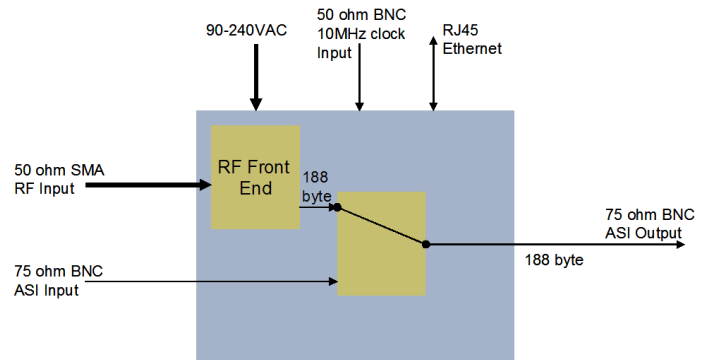 90-240VAC
50 ohm BNC
10MHz clock
Input
RJ45
Ethernet
50 ohm SMA
RF Input
RF Front
End
188
byte
75 ohm BNC
ASI Output
188 byte
75 ohm BNC
ASI Input